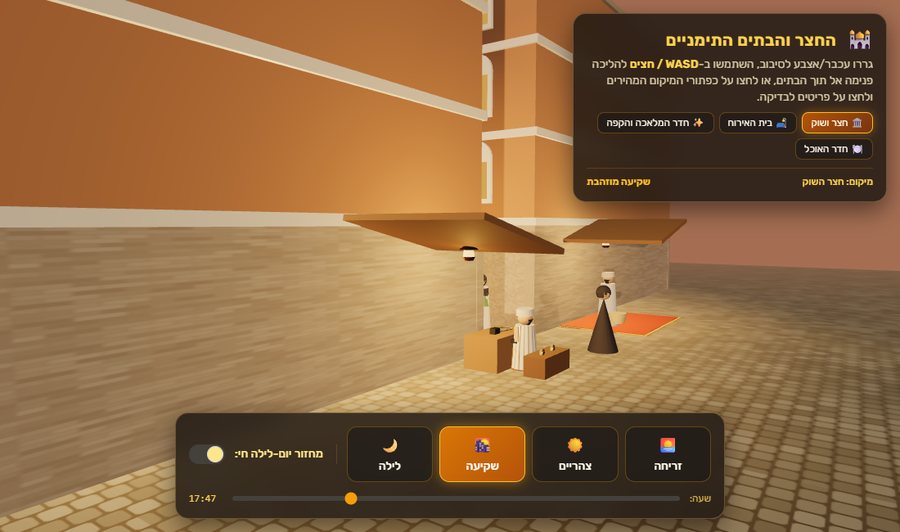 החצר והבתים התימניים
גררו עכבר/אצבע לסיבוב, השתמשו ב-WASD / חצים להליכה
פנימה אל תוך הבתים, או לחצו על כפתורי המיקום המהירים
ולחצו על פריטים לבדיקה.
חצר ושוק
בית האירוח
חדר המלאכה והקפה
חדר האוכל
מיקום: חצר השוק
שקיעה מוזהבת
זריחה
צהריים
שקיעה
לילה
מחזור יום-לילה חי:
שעה:
17:47